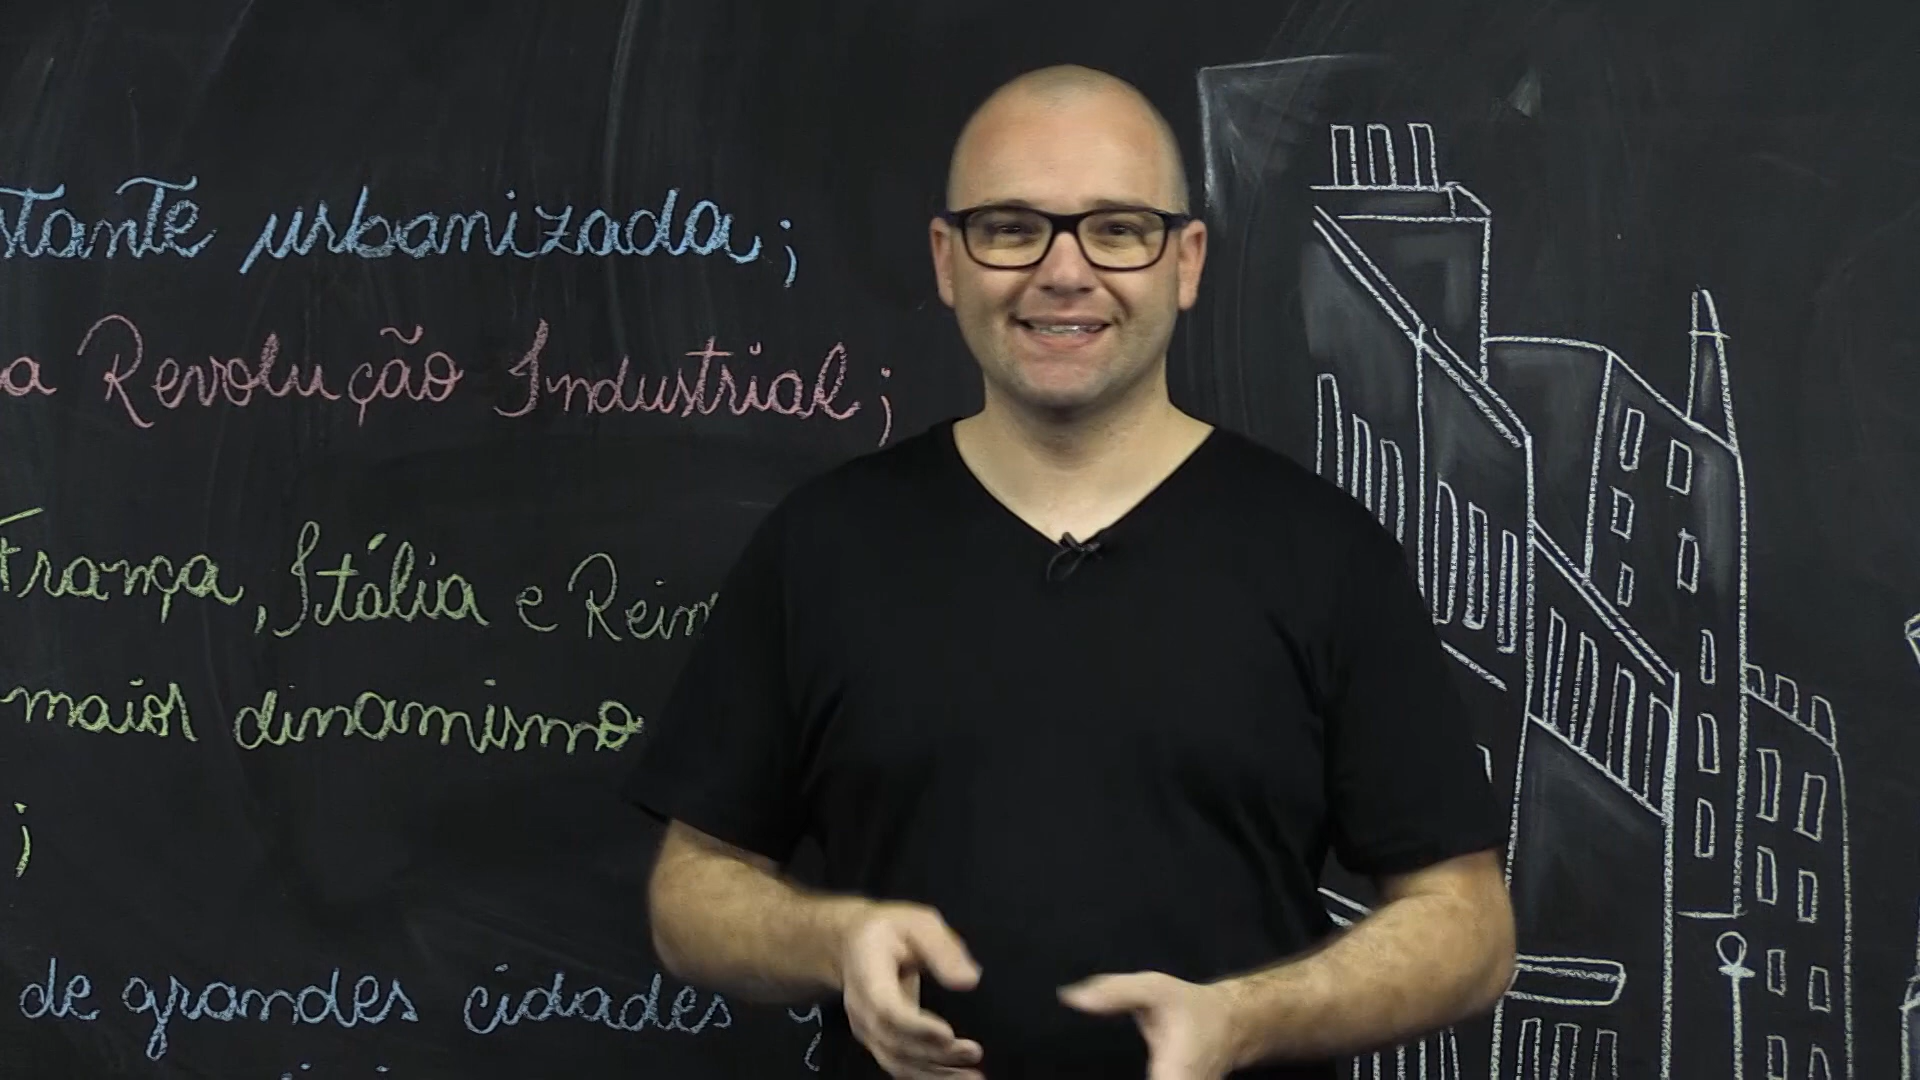 stante urbanizada;
a Revolução Industrial;
França, Itália e Rein
maior dinamismo
;
de grandes cidades